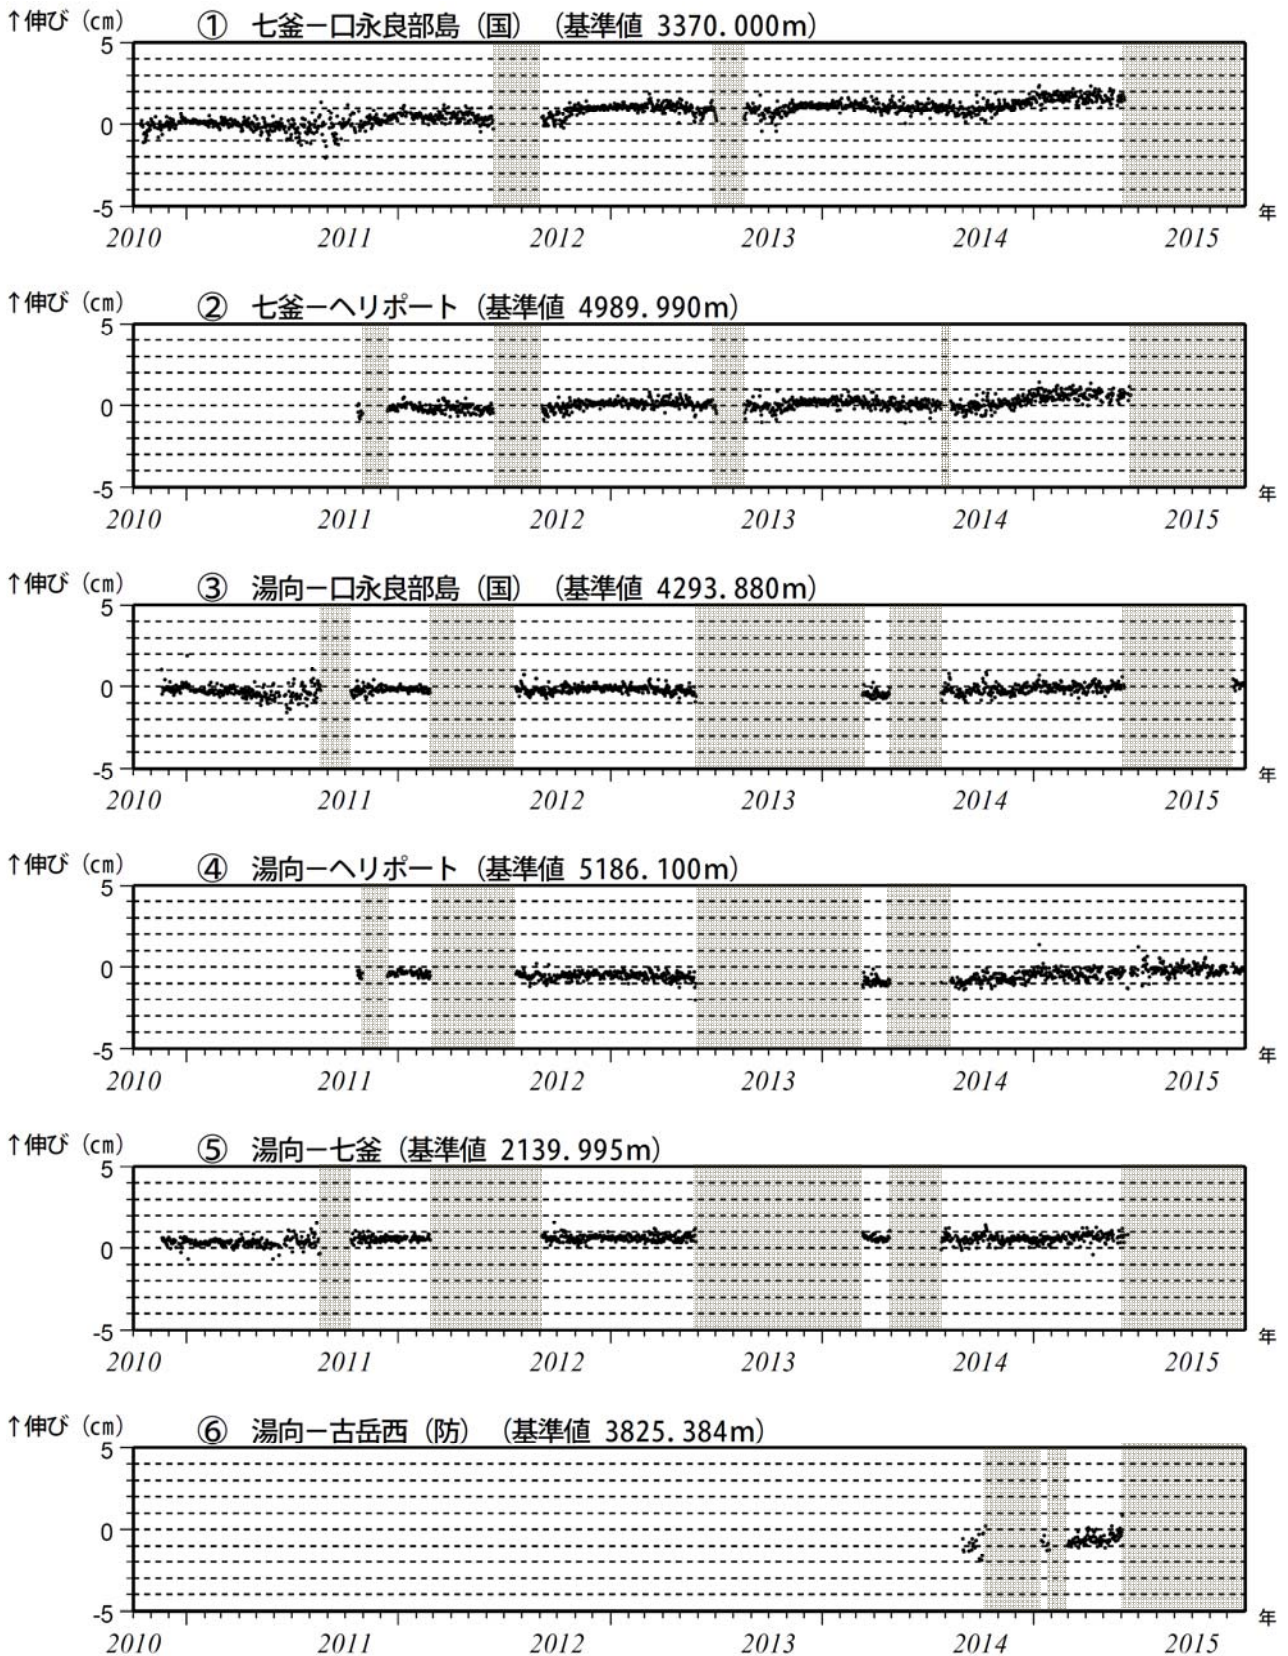 ↑伸び（cm） ① 七釜－口永良部島（国）（基準値 3370.000m）
5
0
-5
年
2010 2011 2012 2013 2014 2015
↑伸び（cm） ② 七釜－ヘリポート（基準値 4989.990m）
5
0
-5
年
2010 2011 2012 2013 2014 2015
↑伸び（cm） ③ 湯向－口永良部島（国）（基準値 4293.880m）
5
0
-5
年
2010 2011 2012 2013 2014 2015
↑伸び（cm） ④ 湯向－ヘリポート（基準値 5186.100m）
5
0
-5
年
2010 2011 2012 2013 2014 2015
↑伸び（cm） ⑤ 湯向－七釜（基準値 2139.995m）
5
0
-5
年
2010 2011 2012 2013 2014 2015
↑伸び（cm） ⑥ 湯向－古岳西（防）（基準値 3825.384m）
5
0
-5
年
2010 2011 2012 2013 2014 2015